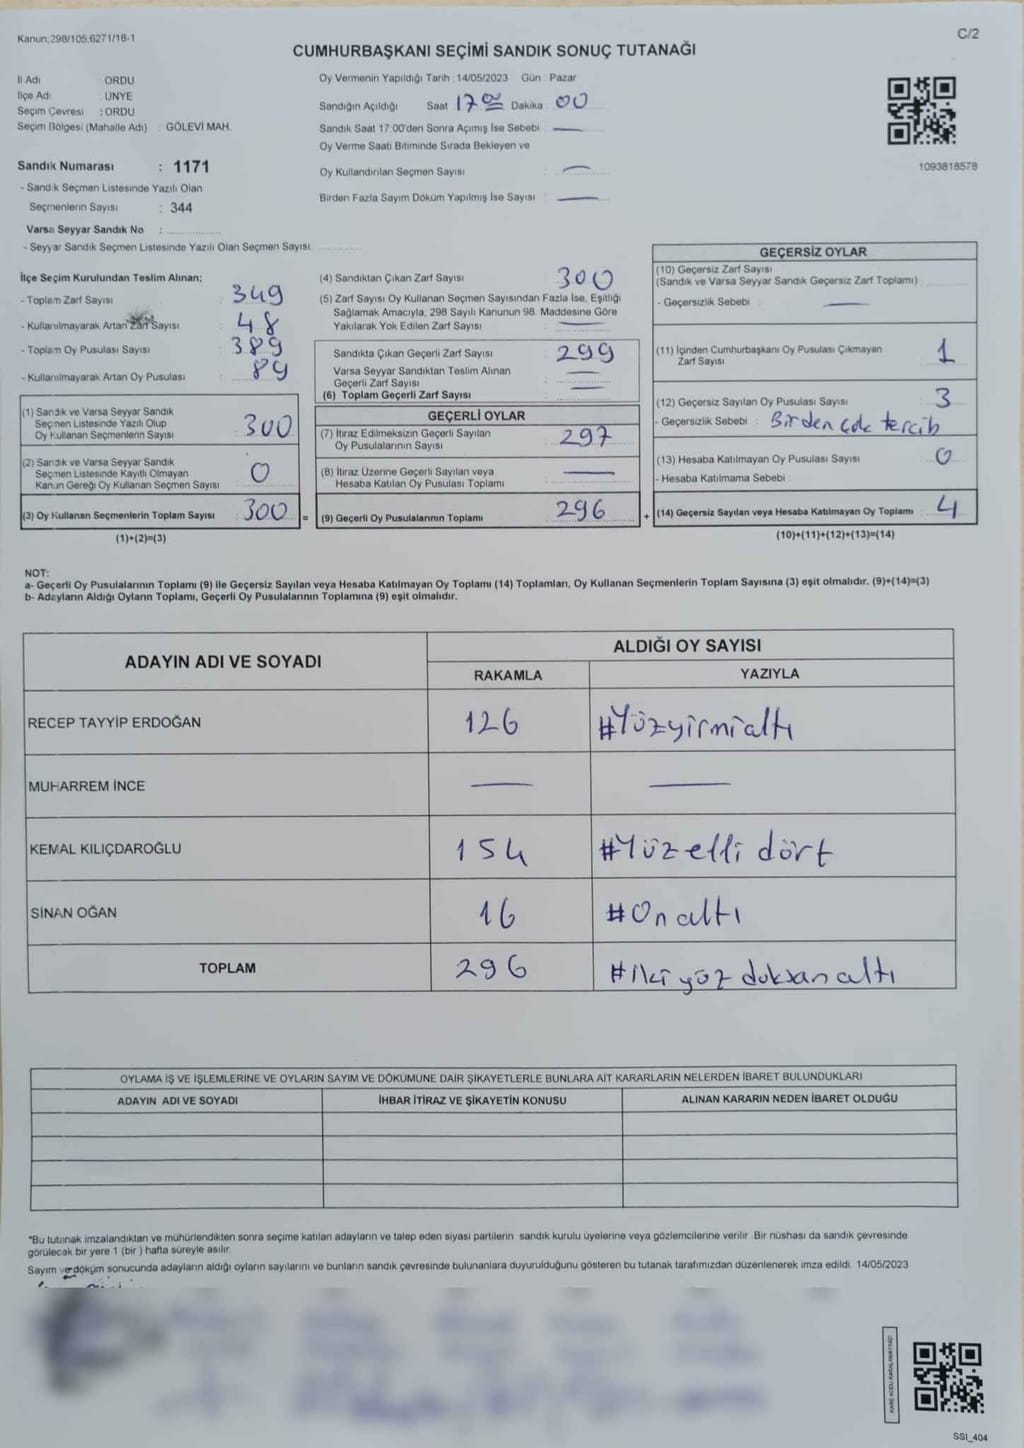 Kanun,298/105,6271/18-1
C/2
CUMHURBAŞKANI SEÇİMİ SANDIK SONUÇ TUTANAĞI
İl Adı ORDU
İlçe Adı ÜNYE
Seçim Çevresi : ORDU
Seçim Bölgesi (Mahalle Adı) : GÖLEVİ MAH.
Sandık Numarası : 1171
- Sandık Seçmen Listesinde Yazılı Olan
Seçmenlerin Sayısı : 344
Varsa Seyyar Sandık No :
- Seyyar Sandık Seçmen Listesinde Yazılı Olan Seçmen Sayısı
Oy Vermenin Yapıldığı Tarih : 14/05/2023 Gün : Pazar
Sandığın Açıldığı Saat 17 00 Dakika 00
Sandık Saat 17:00'den Sonra Açımış İse Sebebi : —
Oy Verme Saati Bitiminde Sırada Bekleyen ve
Oy Kullandırılan Seçmen Sayısı : —
Birden Fazla Sayım Döküm Yapılmış İse Sayısı : —
1093818578
İlçe Seçim Kurulundan Teslim Alınan;
- Toplam Zarf Sayısı : 349
- Kullanılmayarak Artan Zarf Sayısı : 48
- Toplam Oy Pusulası Sayısı : 389
- Kullanılmayarak Artan Oy Pusulası : 89
(1) Sandık ve Varsa Seyyar Sandık
Seçmen Listesinde Yazılı Olup
Oy Kullanan Seçmenlerin Sayısı : 300
(2) Sandık ve Varsa Seyyar Sandık
Seçmen Listesinde Kayıtlı Olmayan
Kanun Gereği Oy Kullanan Seçmen Sayısı : 0
(3) Oy Kullanan Seçmenlerin Toplam Sayısı : 300 =
(1)+(2)=(3)
(4) Sandıktan Çıkan Zarf Sayısı : 300
(5) Zarf Sayısı Oy Kullanan Seçmen Sayısından Fazla İse, Eşitliği
Sağlamak Amacıyla, 298 Sayılı Kanunun 98. Maddesine Göre
Yakılarak Yok Edilen Zarf Sayısı : —
Sandıkta Çıkan Geçerli Zarf Sayısı : 299
Varsa Seyyar Sandıktan Teslim Alınan
Geçerli Zarf Sayısı : —
(6) Toplam Geçerli Zarf Sayısı : —
GEÇERLİ OYLAR
(7) İtiraz Edilmeksizin Geçerli Sayılan
Oy Pusulalarının Sayısı : 297
(8) İtiraz Üzerine Geçerli Sayılan veya
Hesaba Katılan Oy Pusulası Toplamı : —
(9) Geçerli Oy Pusulalarının Toplamı : 296 +
GEÇERSİZ OYLAR
(10) Geçersiz Zarf Sayısı
(Sandık ve Varsa Seyyar Sandık Geçersiz Zarf Toplamı)
- Geçersizlik Sebebi : —
(11) İçinden Cumhurbaşkanı Oy Pusulası Çıkmayan
Zarf Sayısı : 1
(12) Geçersiz Sayılan Oy Pusulası Sayısı : 3
- Geçersizlik Sebebi : Birden çok tercih
(13) Hesaba Katılmayan Oy Pusulası Sayısı : 0
- Hesaba Katılmama Sebebi :
(14) Geçersiz Sayılan veya Hesaba Katılmayan Oy Toplamı : 4
(10)+(11)+(12)+(13)=(14)
NOT:
a- Geçerli Oy Pusulalarının Toplamı (9) ile Geçersiz Sayılan veya Hesaba Katılmayan Oy Toplamı (14) Toplamları, Oy Kullanan Seçmenlerin Toplam Sayısına (3) eşit olmalıdır. (9)+(14)=(3)
b- Adayların Aldığı Oyların Toplamı, Geçerli Oy Pusulalarının Toplamına (9) eşit olmalıdır.
ADAYIN ADI VE SOYADI ALDIĞI OY SAYISI
RAKAMLA YAZIYLA
RECEP TAYYİP ERDOĞAN 126 #Yüzyirmialtı
MUHARREM İNCE — —
KEMAL KILIÇDAROĞLU 154 #Yüzelli dört
SİNAN OĞAN 16 #Onaltı
TOPLAM 296 #İki yüz doksan altı
OYLAMA İŞ VE İŞLEMLERİNE VE OYLARIN SAYIM VE DÖKÜMÜNE DAİR ŞİKAYETLERLE BUNLARA AİT KARARLARIN NELERDEN İBARET BULUNDUKLARI
ADAYIN ADI VE SOYADI İHBAR İTİRAZ VE ŞİKAYETİN KONUSU ALINAN KARARIN NEDEN İBARET OLDUĞU
*Bu tutanak imzalandıktan ve mühürlendikten sonra seçime katılan adayların ve talep eden siyasi partilerin sandık kurulu üyelerine veya gözlemcilerine verilir. Bir nüshası da sandık çevresinde
görülecek bir yere 1 (bir ) hafta süreyle asılır.
Sayım ve döküm sonucunda adayların aldığı oyların sayılarını ve bunların sandık çevresinde bulunanlara duyurulduğunu gösteren bu tutanak tarafımızdan düzenlenerek imza edildi. 14/05/2023
KARE KODU KARALAMAYINIZ!
SSI_404